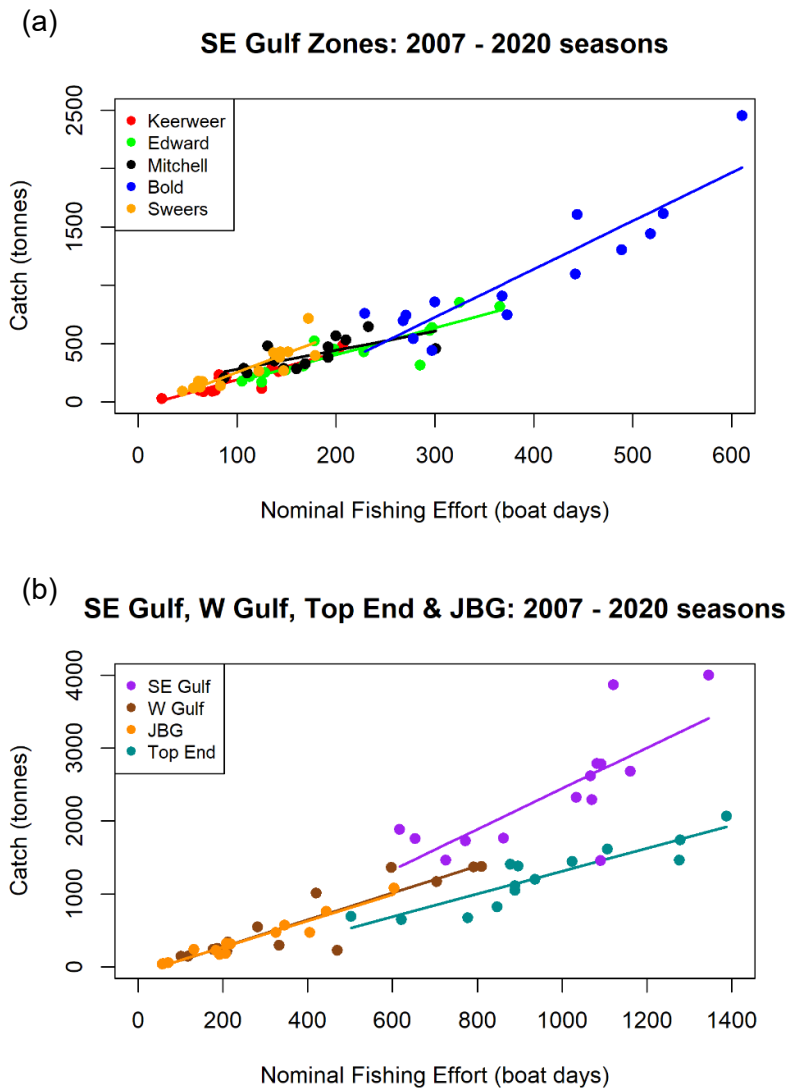 (a)
SE Gulf Zones: 2007 - 2020 seasons
Keerweer
Edward
Mitchell
Bold
Sweers
Catch (tonnes)
0
500
1500
2500
0 100 200 300 400 500 600
Nominal Fishing Effort (boat days)
(b)
SE Gulf, W Gulf, Top End & JBG: 2007 - 2020 seasons
SE Gulf
W Gulf
JBG
Top End
Catch (tonnes)
0
1000
2000
3000
4000
0 200 400 600 800 1000 1200 1400
Nominal Fishing Effort (boat days)